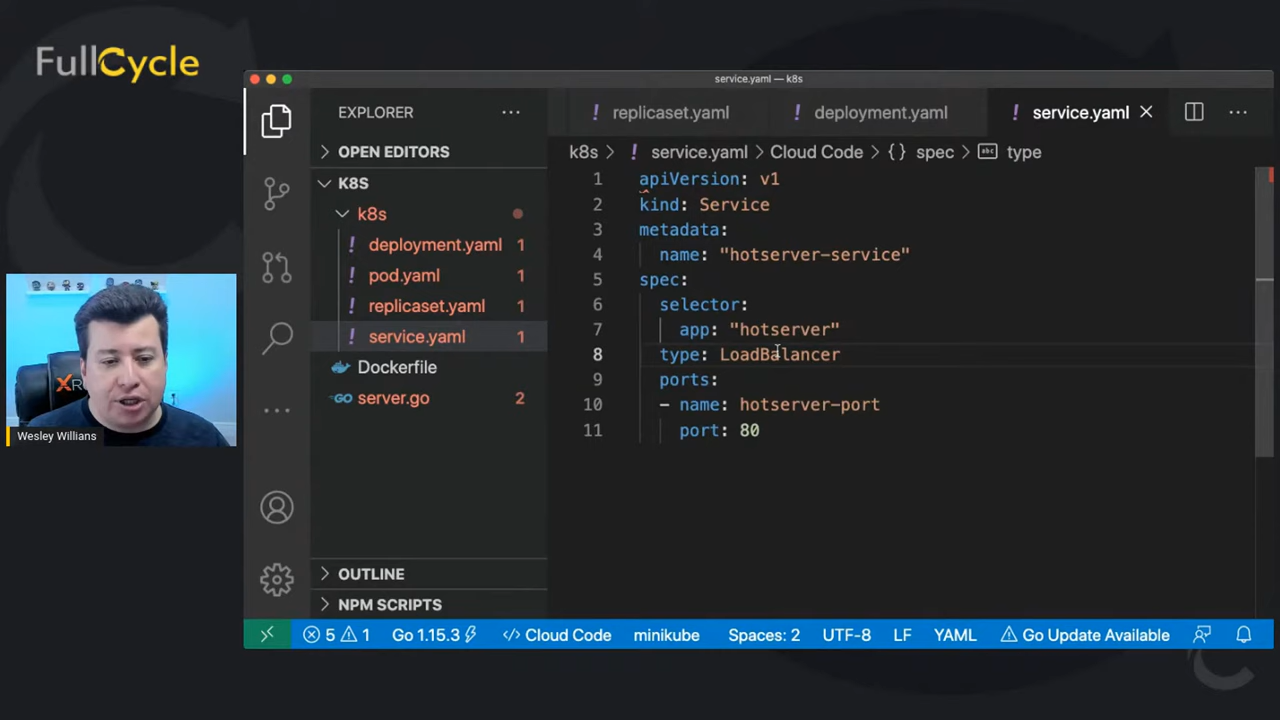 FullCycle
service.yaml — k8s
EXPLORER
replicaset.yaml
deployment.yaml
service.yaml
OPEN EDITORS
k8s > ! service.yaml > Cloud Code > {} spec > abc type
K8S
k8s
! deployment.yaml 1
! pod.yaml 1
! replicaset.yaml 1
! service.yaml 1
Dockerfile
GO server.go 2
1 apiVersion: v1
2 kind: Service
3 metadata:
4 name: "hotserver-service"
5 spec:
6 selector:
7 app: "hotserver"
8 type: LoadBalancer
9 ports:
10 - name: hotserver-port
11 port: 80
XR
Wesley Willians
OUTLINE
NPM SCRIPTS
5 1 Go 1.15.3 </> Cloud Code minikube Spaces: 2 UTF-8 LF YAML Go Update Available